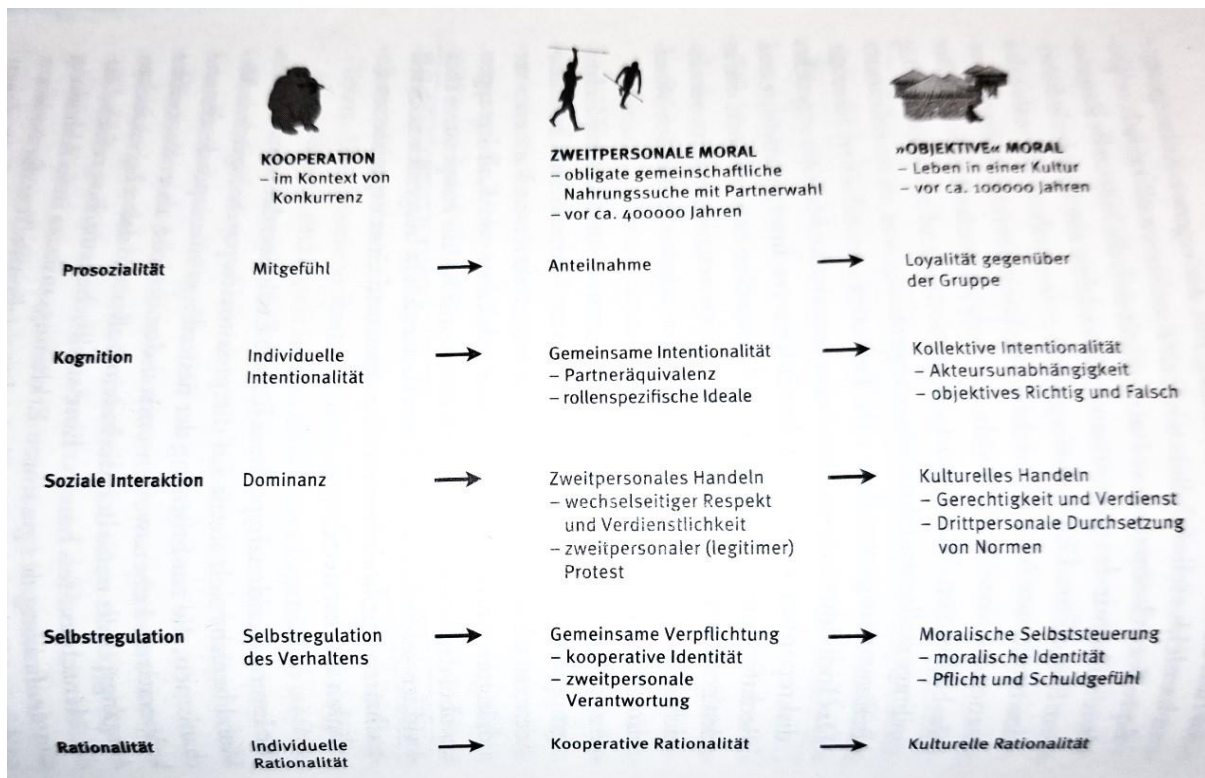 KOOPERATION
– im Kontext von
Konkurrenz
ZWEITPERSONALE MORAL
– obligate gemeinschaftliche
Nahrungssuche mit Partnerwahl
– vor ca. 400000 Jahren
»OBJEKTIVE« MORAL
– Leben in einer Kultur
– vor ca. 100000 Jahren
Prosozialität
Mitgefühl
Anteilnahme
Loyalität gegenüber
der Gruppe
Kognition
Individuelle
Intentionalität
Gemeinsame Intentionalität
– Partneräquivalenz
– rollenspezifische Ideale
Kollektive Intentionalität
– Akteursunabhängigkeit
– objektives Richtig und Falsch
Soziale Interaktion
Dominanz
Zweitpersonales Handeln
– wechselseitiger Respekt
und Verdienstlichkeit
– zweitpersonaler (legitimer)
Protest
Kulturelles Handeln
– Gerechtigkeit und Verdienst
– Drittpersonale Durchsetzung
von Normen
Selbstregulation
Selbstregulation
des Verhaltens
Gemeinsame Verpflichtung
– kooperative Identität
– zweitpersonale
Verantwortung
Moralische Selbststeuerung
– moralische Identität
– Pflicht und Schuldgefühl
Rationalität
Individuelle
Rationalität
Kooperative Rationalität
Kulturelle Rationalität